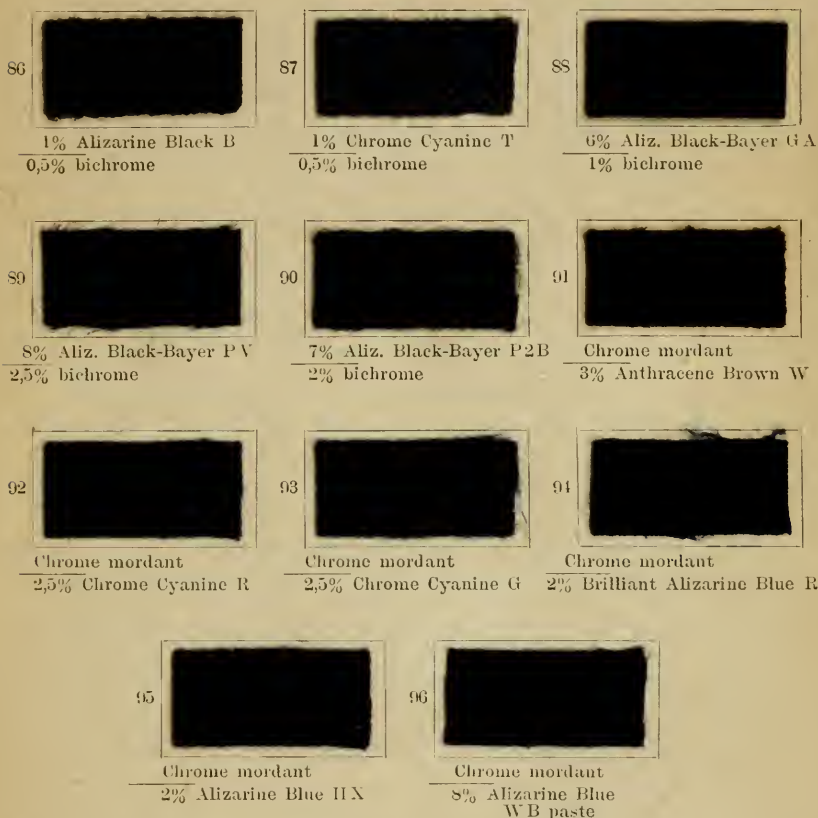 86
87
88
1% Alizarine Black B
0,5% bichrome
1% Chrome Cyanine T
0,5% bichrome
6% Aliz. Black-Bayer GA
1% bichrome
89
90
91
8% Aliz. Black-Bayer PV
2,5% bichrome
7% Aliz. Black-Bayer P2B
2% bichrome
Chrome mordant
3% Anthracene Brown W
92
93
94
Chrome mordant
2,5% Chrome Cyanine R
Chrome mordant
2,5% Chrome Cyanine G
Chrome mordant
2% Brilliant Alizarine Blue R
95
96
Chrome mordant
2% Alizarine Blue HX
Chrome mordant
8% Alizarine Blue
WB paste